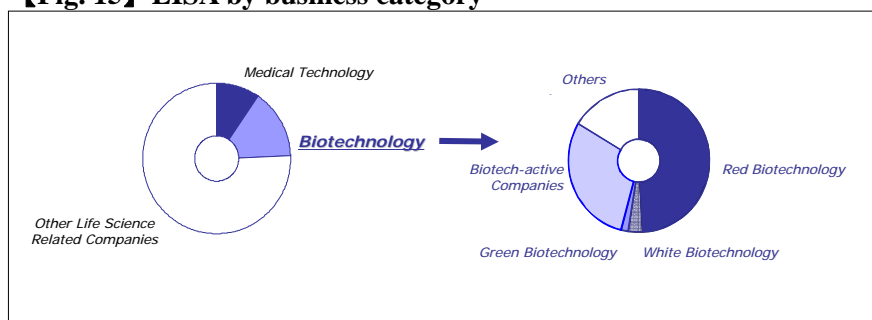 【Fig. 15】 LISA by business category
Medical Technology
Biotechnology
Other Life Science
Related Companies
Others
Biotech-active
Companies
Red Biotechnology
Green Biotechnology
White Biotechnology